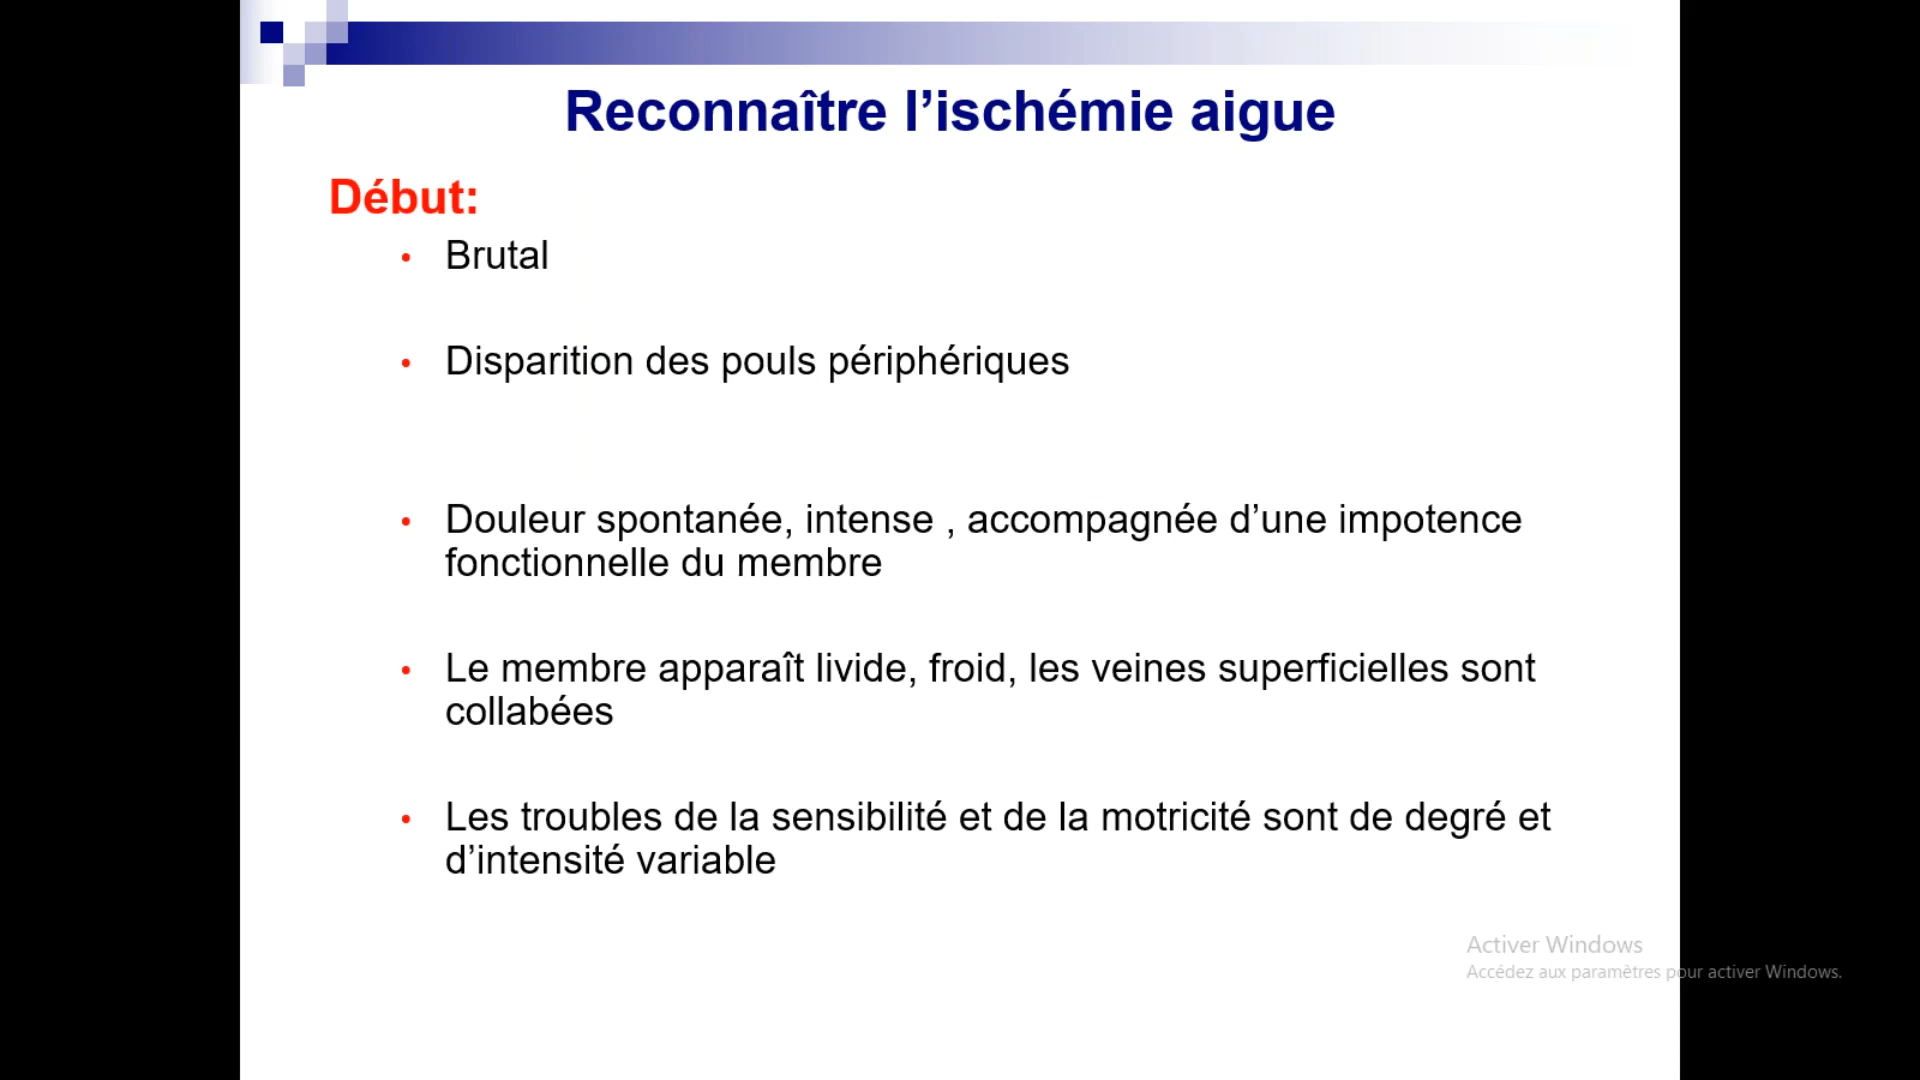 Reconnaître l’ischémie aigue
Début:
• Brutal
• Disparition des pouls périphériques
• Douleur spontanée, intense , accompagnée d’une impotence
fonctionnelle du membre
• Le membre apparaît livide, froid, les veines superficielles sont
collabées
• Les troubles de la sensibilité et de la motricité sont de degré et
d’intensité variable
Activer Windows
Accédez aux paramètres pour activer Windows.